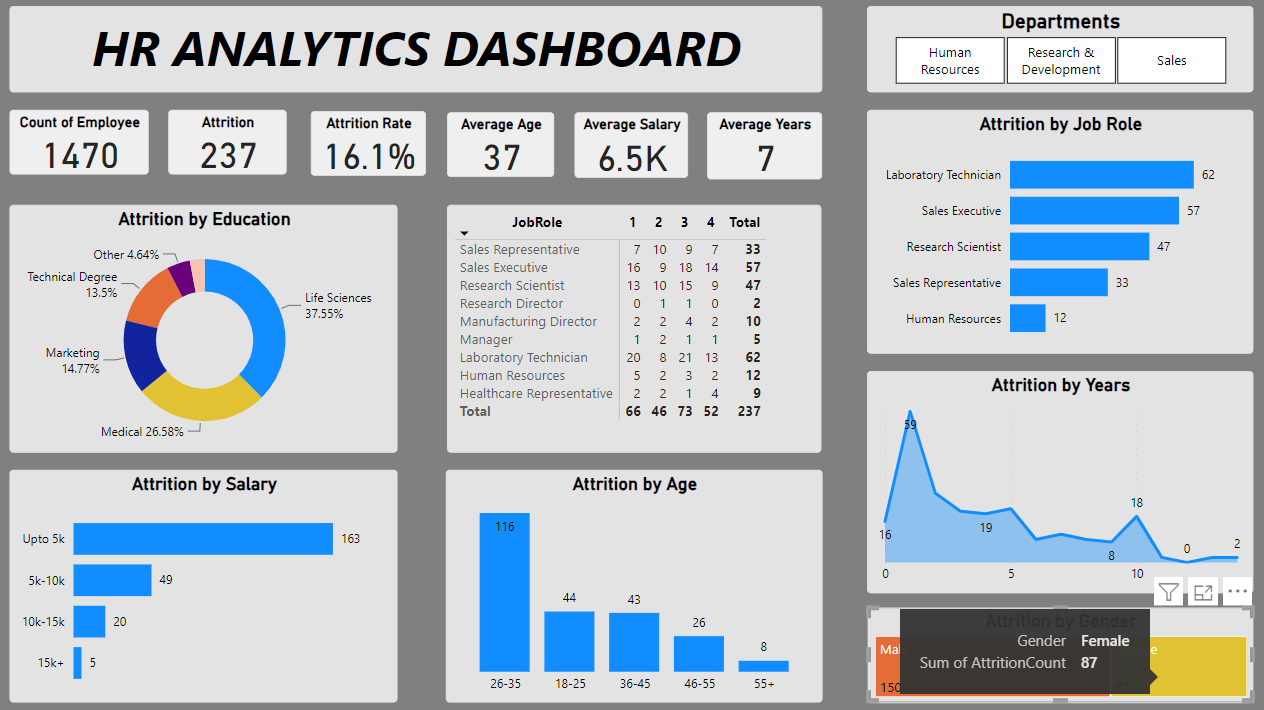 HR ANALYTICS DASHBOARD
Departments
Human
Resources
Research &
Development
Sales
Count of Employee
1470
Attrition
237
Attrition Rate
16.1%
Average Age
37
Average Salary
6.5K
Average Years
7
Attrition by Education
Other 4.64%
Technical Degree
13.5%
Life Sciences
37.55%
Marketing
14.77%
Medical 26.58%
JobRole 1 2 3 4 Total
Sales Representative 7 10 9 7 33
Sales Executive 16 9 18 14 57
Research Scientist 13 10 15 9 47
Research Director 0 1 1 0 2
Manufacturing Director 2 2 4 2 10
Manager 1 2 1 1 5
Laboratory Technician 20 8 21 13 62
Human Resources 5 2 3 2 12
Healthcare Representative 2 2 1 4 9
Total 66 46 73 52 237
Attrition by Job Role
Laboratory Technician 62
Sales Executive 57
Research Scientist 47
Sales Representative 33
Human Resources 12
Attrition by Years
59
18
16
19
8
0
2
0 5 10
Attrition by Salary
Upto 5k 163
5k-10k 49
10k-15k 20
15k+ 5
Attrition by Age
116
44
43
26
8
26-35 18-25 36-45 46-55 55+
Attrition by Gender
Gender Female
Sum of AttritionCount 87
150
87